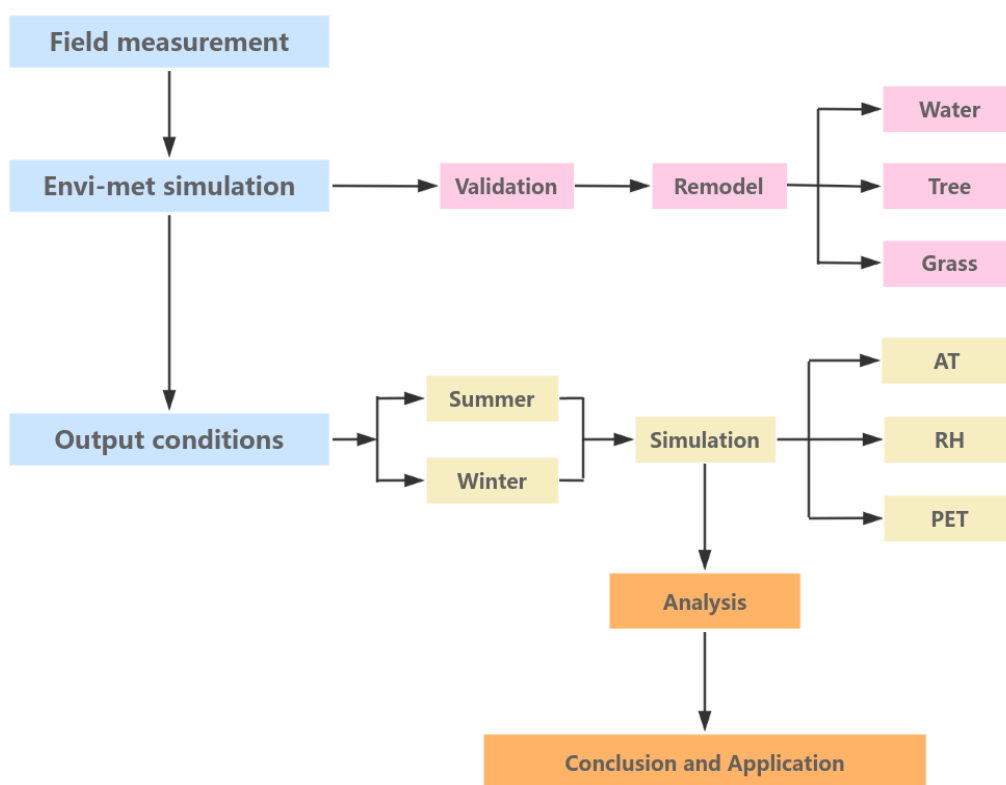 Field measurement
Envi-met simulation
Validation
Remodel
Water
Tree
Grass
Output conditions
Summer
Winter
Simulation
AT
RH
PET
Analysis
Conclusion and Application